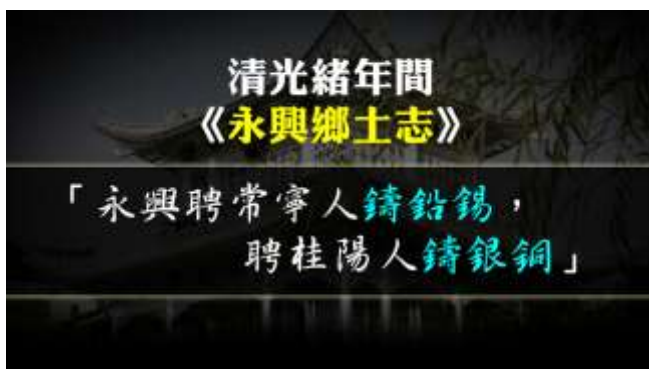 清光緒年間
《永興鄉土志》
「永興聘常寧人鑄鉛錫，
聘桂陽人鑄銀銅」